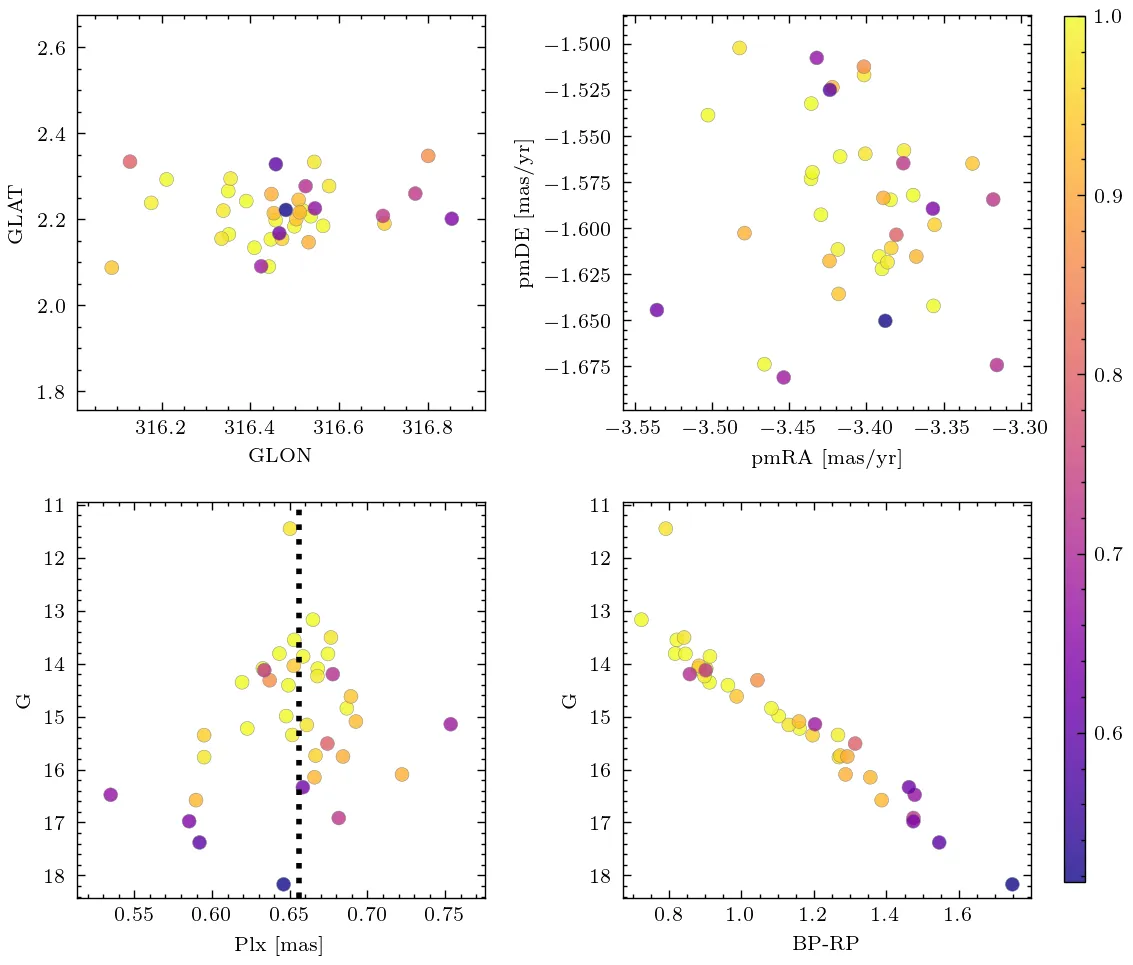 2.6
2.4
2.2
2.0
1.8
GLAT
316.2 316.4 316.6 316.8
GLON
−1.500
−1.525
−1.550
−1.575
−1.600
−1.625
−1.650
−1.675
pmDE [mas/yr]
−3.55 −3.50 −3.45 −3.40 −3.35 −3.30
pmRA [mas/yr]
11
12
13
14
15
16
17
18
G
0.55 0.60 0.65 0.70 0.75
Plx [mas]
11
12
13
14
15
16
17
18
G
0.8 1.0 1.2 1.4 1.6
BP-RP
1.0
0.9
0.8
0.7
0.6